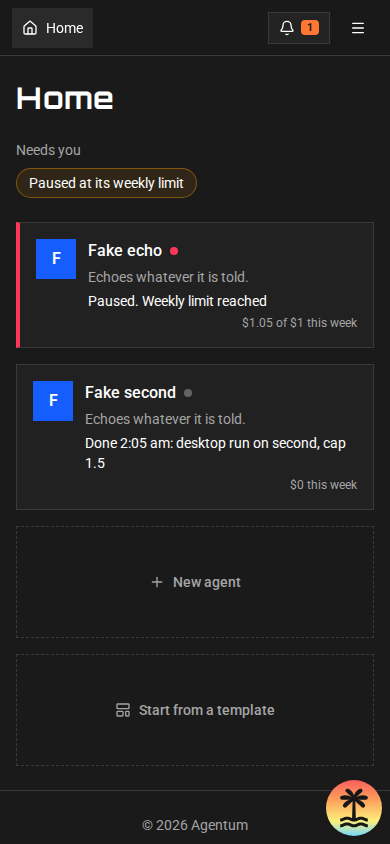 Home
1
Home
Needs you
Paused at its weekly limit
F
Fake echo
Echoes whatever it is told.
Paused. Weekly limit reached
$1.05 of $1 this week
F
Fake second
Echoes whatever it is told.
Done 2:05 am: desktop run on second, cap
1.5
$0 this week
New agent
Start from a template
© 2026 Agentum